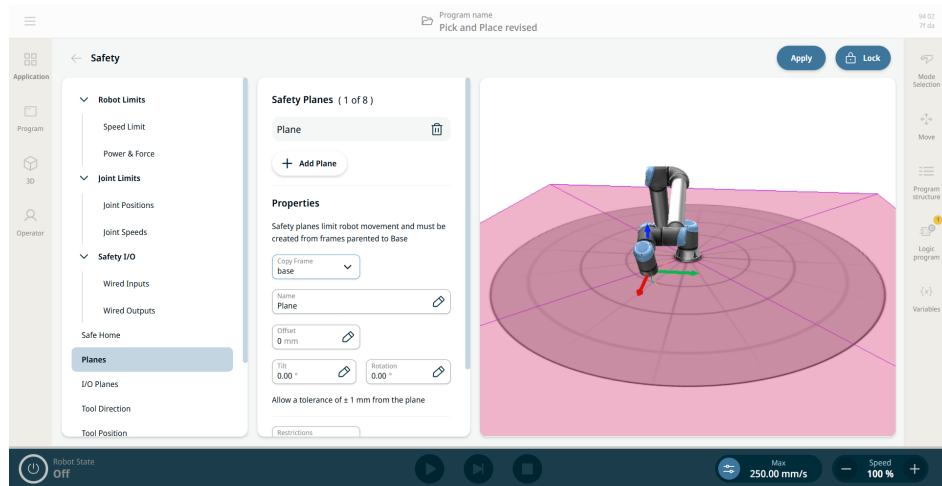 Program name
Pick and Place revised
94 02
7f da
Application
Program
3D
Operator
Safety
Apply
Lock
Robot Limits
Speed Limit
Power & Force
Joint Limits
Joint Positions
Joint Speeds
Safety I/O
Wired Inputs
Wired Outputs
Safe Home
Planes
I/O Planes
Tool Direction
Tool Position
Safety Planes ( 1 of 8 )
Plane
Add Plane
Properties
Safety planes limit robot movement and must be
created from frames parented to Base
Copy Frame
base
Name
Plane
Offset
0 mm
Tilt
0.00 °
Rotation
0.00 °
Allow a tolerance of ± 1 mm from the plane
Restrictions
Mode
Selection
Move
Program
structure
1
Logic
program
{x}
Variables
Robot State
Off
Max
250.00 mm/s
Speed
100 %